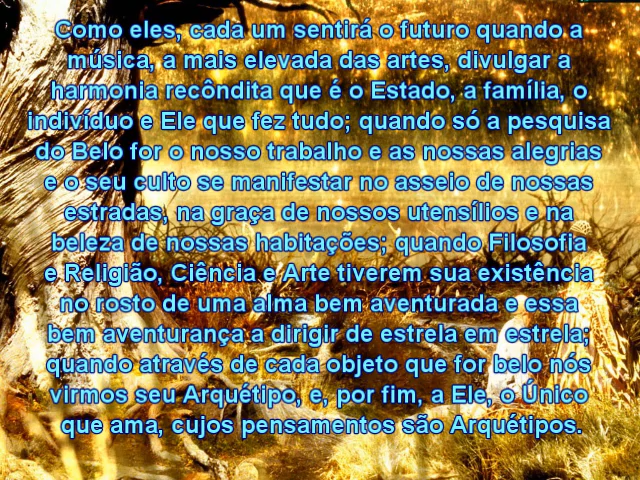 Como eles, cada um sentirá o futuro quando a
música, a mais elevada das artes, divulgar a
harmonia recôndita que é o Estado, a família, o
indivíduo e Ele que fez tudo; quando só a pesquisa
do Belo for o nosso trabalho e as nossas alegrias
e o seu culto se manifestar no asseio de nossas
estradas, na graça de nossos utensílios e na
beleza de nossas habitações; quando Filosofia
e Religião, Ciência e Arte tiverem sua existência
no rosto de uma alma bem aventurada e essa
bem aventurança a dirigir de estrela em estrela;
quando através de cada objeto que for belo nós
virmos seu Arquétipo, e, por fim, a Ele, o Único
que ama, cujos pensamentos são Arquétipos.